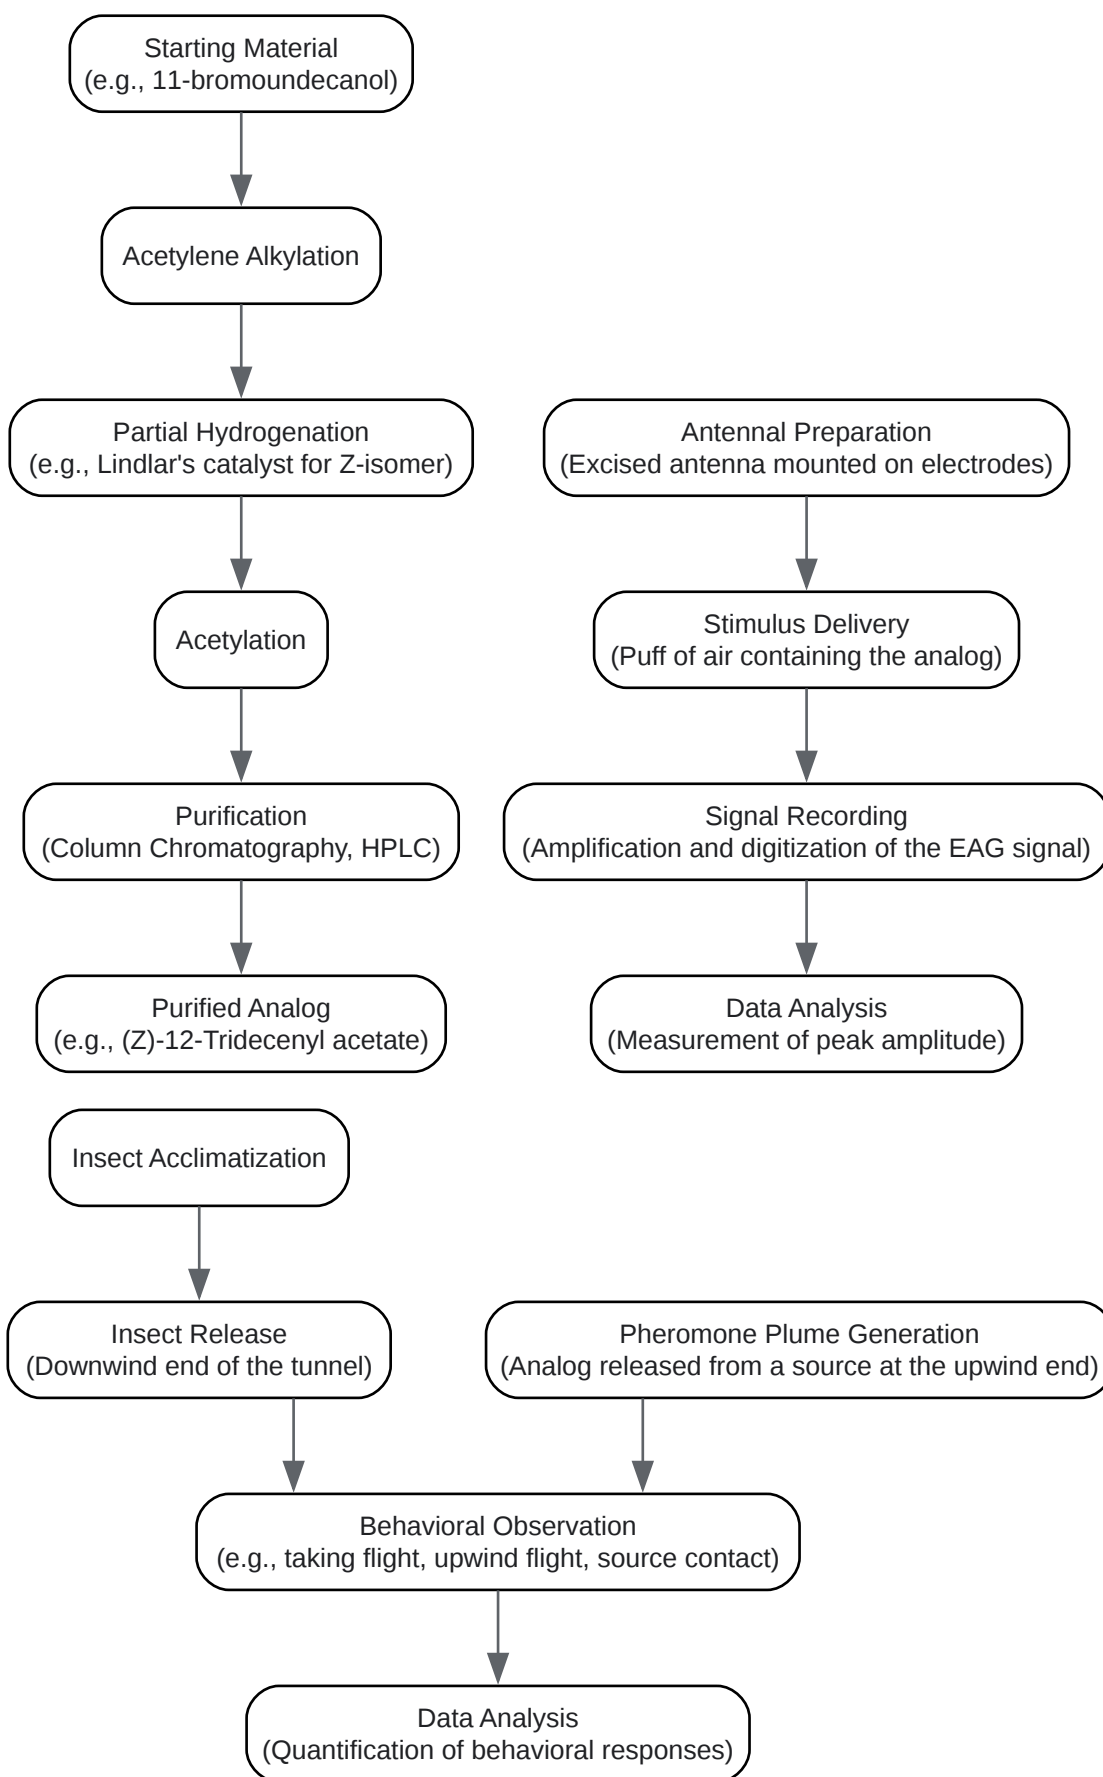 Starting Material
(e.g., 11-bromoundecanol)
Acetylene Alkylation
Partial Hydrogenation
(e.g., Lindlar's catalyst for Z-isomer)
Acetylation
Purification
(Column Chromatography, HPLC)
Purified Analog
(e.g., (Z)-12-Tridecenyl acetate)
Antennal Preparation
(Excised antenna mounted on electrodes)
Stimulus Delivery
(Puff of air containing the analog)
Signal Recording
(Amplification and digitization of the EAG signal)
Data Analysis
(Measurement of peak amplitude)
Insect Acclimatization
Insect Release
(Downwind end of the tunnel)
Pheromone Plume Generation
(Analog released from a source at the upwind end)
Behavioral Observation
(e.g., taking flight, upwind flight, source contact)
Data Analysis
(Quantification of behavioral responses)